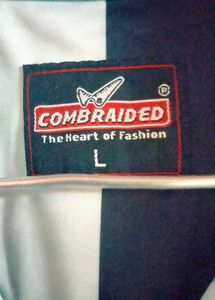 ®
COMBRAIDED
The Heart of Fashion
L